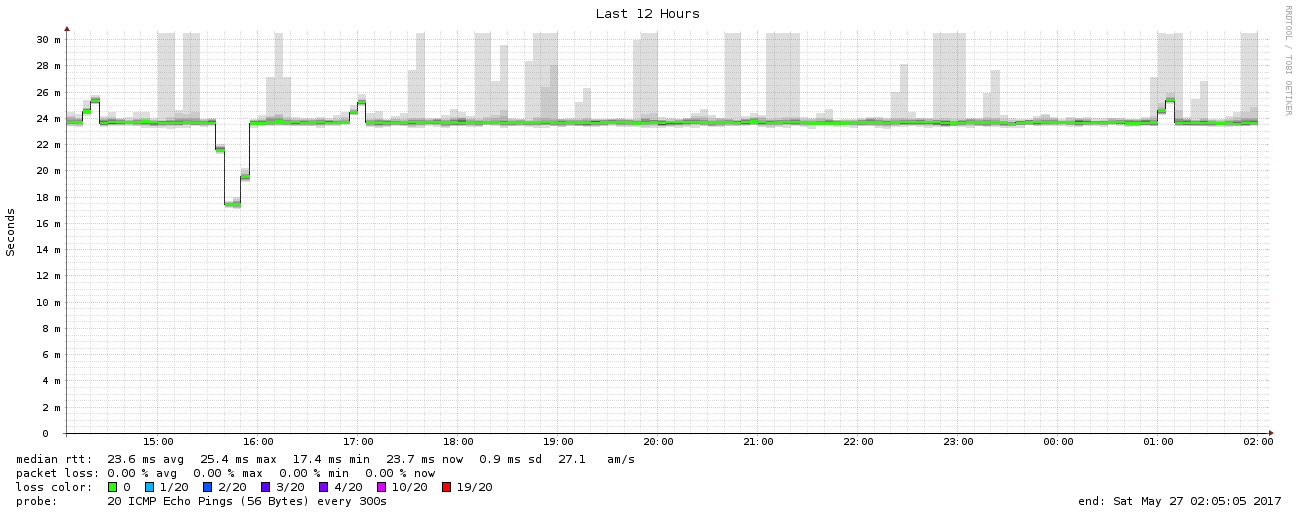 Last 12 Hours
RRDTOOL / TOBI OETIKER
Seconds
30 m
28 m
26 m
24 m
22 m
20 m
18 m
16 m
14 m
12 m
10 m
8 m
6 m
4 m
2 m
0
15:00 16:00 17:00 18:00 19:00 20:00 21:00 22:00 23:00 00:00 01:00 02:00
median rtt: 23.6 ms avg 25.4 ms max 17.4 ms min 23.7 ms now 0.9 ms sd 27.1 am/s
packet loss: 0.00 % avg 0.00 % max 0.00 % min 0.00 % now
loss color: 0 1/20 2/20 3/20 4/20 10/20 19/20
probe: 20 ICMP Echo Pings (56 Bytes) every 300s end: Sat May 27 02:05:05 2017